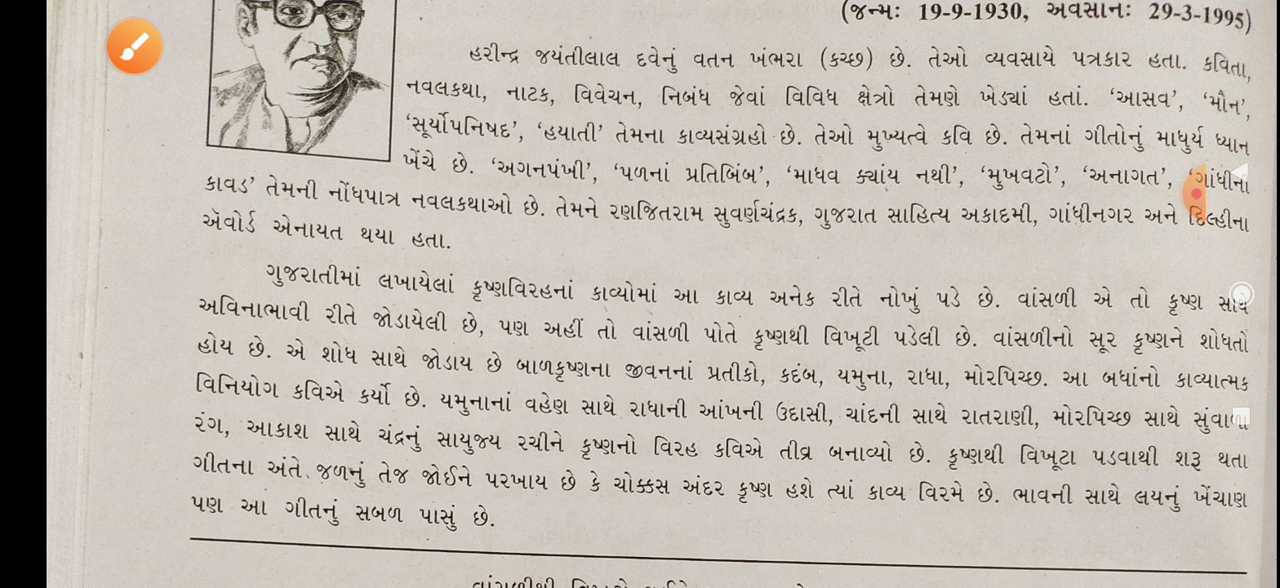 (જન્મઃ 19-9-1930, અવસાનઃ 29-3-1995)
હરીન્દ્ર જયંતીલાલ દવેનું વતન ખંભરા (કચ્છ) છે. તેઓ વ્યવસાયે પત્રકાર હતા. કવિતા,
નવલકથા, નાટક, વિવેચન, નિબંધ જેવાં વિવિધ ક્ષેત્રો તેમણે ખેડ્યાં હતાં. ‘આસવ’, ‘મૌન’,
‘સૂર્યોપનિષદ’, ‘હયાતી’ તેમના કાવ્યસંગ્રહો છે. તેઓ મુખ્યત્વે કવિ છે. તેમનાં ગીતોનું માધુર્ય ધ્યાન
ખેંચે છે. ‘અગનપંખી’, ‘પળનાં પ્રતિબિંબ’, ‘માધવ ક્યાંય નથી’, ‘મુખવટો’, ‘અનાગત’, ‘ગાંધીના
કાવડ’ તેમની નોંધપાત્ર નવલકથાઓ છે. તેમને રણજિતરામ સુવર્ણચંદ્રક, ગુજરાત સાહિત્ય અકાદમી, ગાંધીનગર અને દિલ્હીના
ઍવોર્ડ એનાયત થયા હતા.
ગુજરાતીમાં લખાયેલાં કૃષ્ણવિરહનાં કાવ્યોમાં આ કાવ્ય અનેક રીતે નોખું પડે છે. વાંસળી એ તો કૃષ્ણ સાથે
અવિનાભાવી રીતે જોડાયેલી છે, પણ અહીં તો વાંસળી પોતે કૃષ્ણથી વિખૂટી પડેલી છે. વાંસળીનો સૂર કૃષ્ણને શોધતો
હોય છે. એ શોધ સાથે જોડાય છે બાળકૃષ્ણના જીવનનાં પ્રતીકો, કદંબ, યમુના, રાધા, મોરપિચ્છ. આ બધાંનો કાવ્યાત્મક
વિનિયોગ કવિએ કર્યો છે. યમુનાનાં વહેણ સાથે રાધાની આંખની ઉદાસી, ચાંદની સાથે રાતરાણી, મોરપિચ્છ સાથે સુંવાળા
રંગ, આકાશ સાથે ચંદ્રનું સાયુજ્ય રચીને કૃષ્ણનો વિરહ કવિએ તીવ્ર બનાવ્યો છે. કૃષ્ણથી વિખૂટા પડવાથી શરૂ થતા
ગીતના અંતે જળનું તેજ જોઈને પરખાય છે કે ચોક્કસ અંદર કૃષ્ણ હશે ત્યાં કાવ્ય વિરમે છે. ભાવની સાથે લયનું ખેંચાણ
પણ આ ગીતનું સબળ પાસું છે.